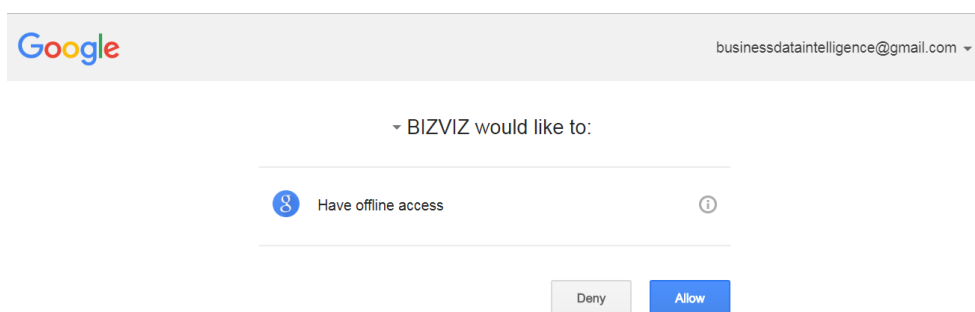 Google
businessdataintelligence@gmail.com
BIZVIZ would like to:
8 Have offline access
Deny Allow